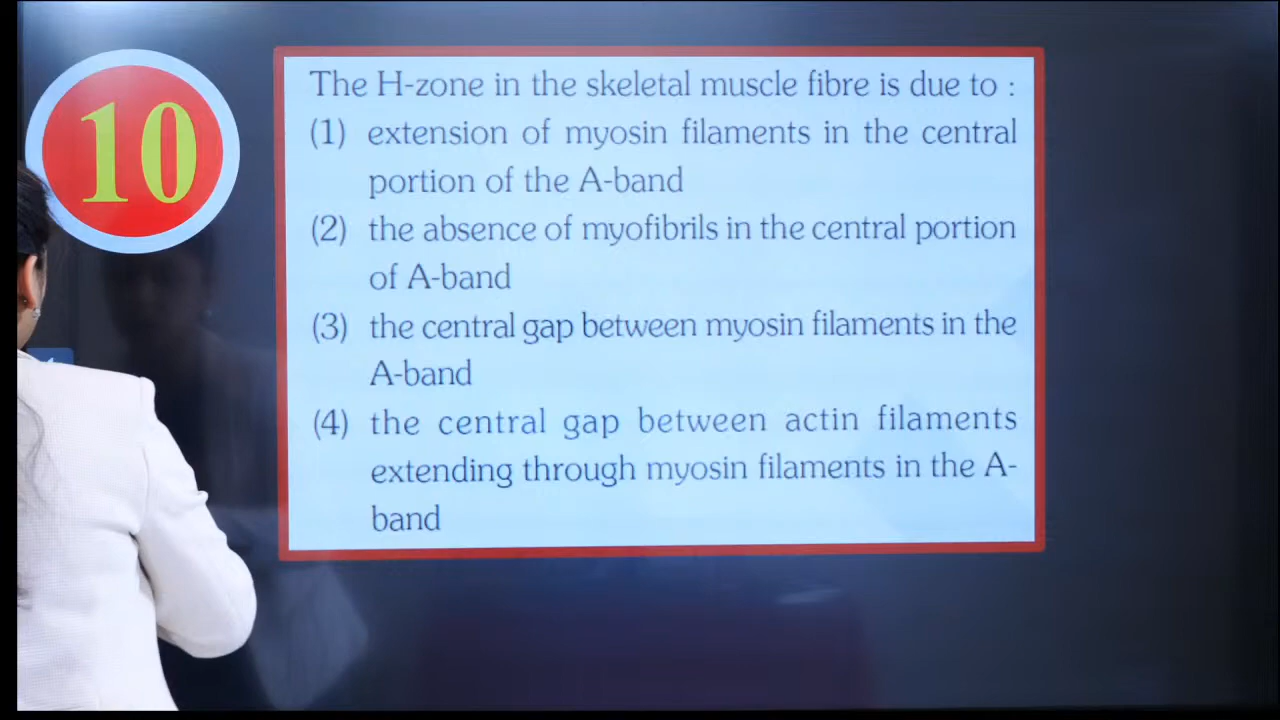 10
The H-zone in the skeletal muscle fibre is due to :
(1) extension of myosin filaments in the central
portion of the A-band
(2) the absence of myofibrils in the central portion
of A-band
(3) the central gap between myosin filaments in the
A-band
(4) the central gap between actin filaments
extending through myosin filaments in the A-
band